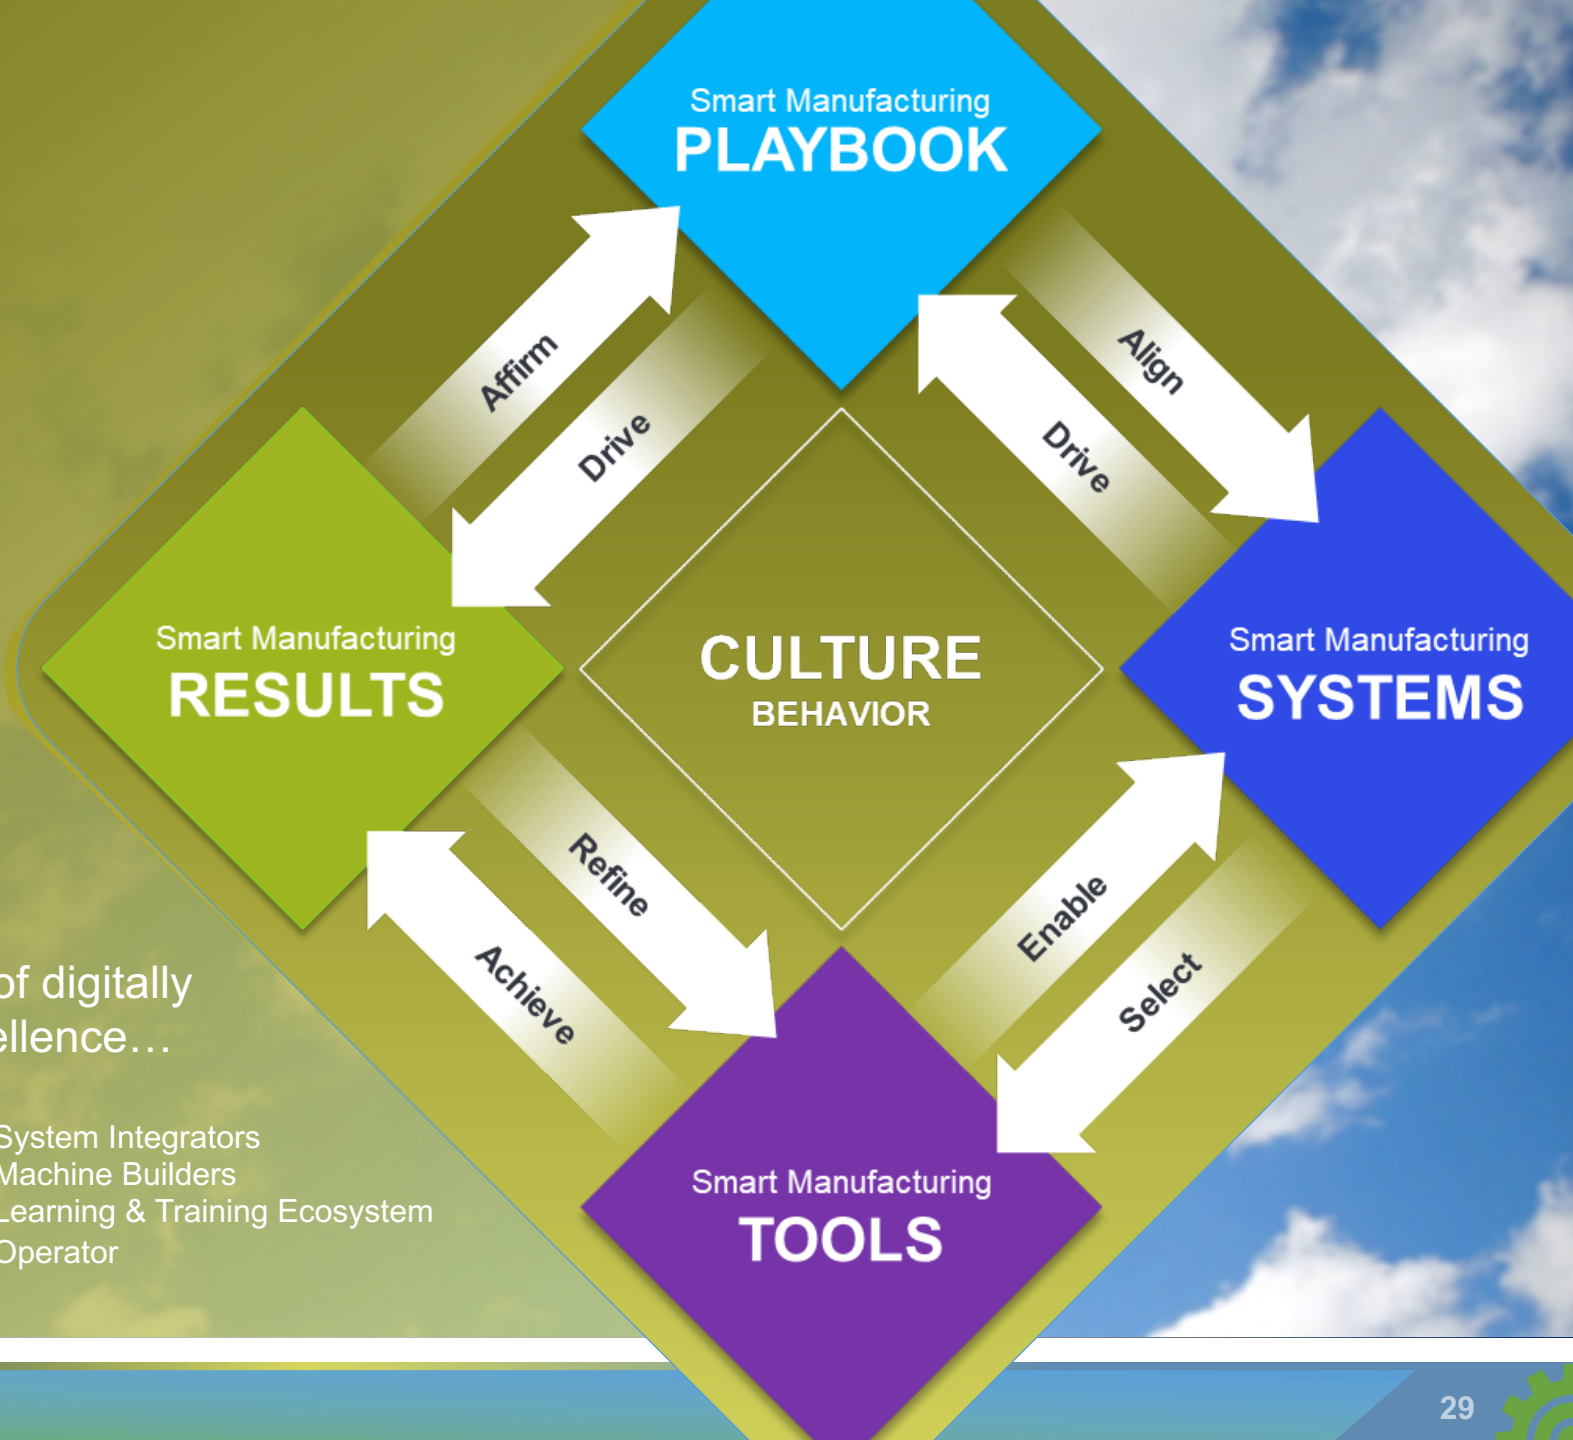 Smart Manufacturing
PLAYBOOK
Affirm
Drive
Align
Drive
Smart Manufacturing
RESULTS
CULTURE
BEHAVIOR
Smart Manufacturing
SYSTEMS
Refine
Achieve
Enable
Select
of digitally
ellence…
System Integrators
Machine Builders
Learning & Training Ecosystem
Operator
Smart Manufacturing
TOOLS
29